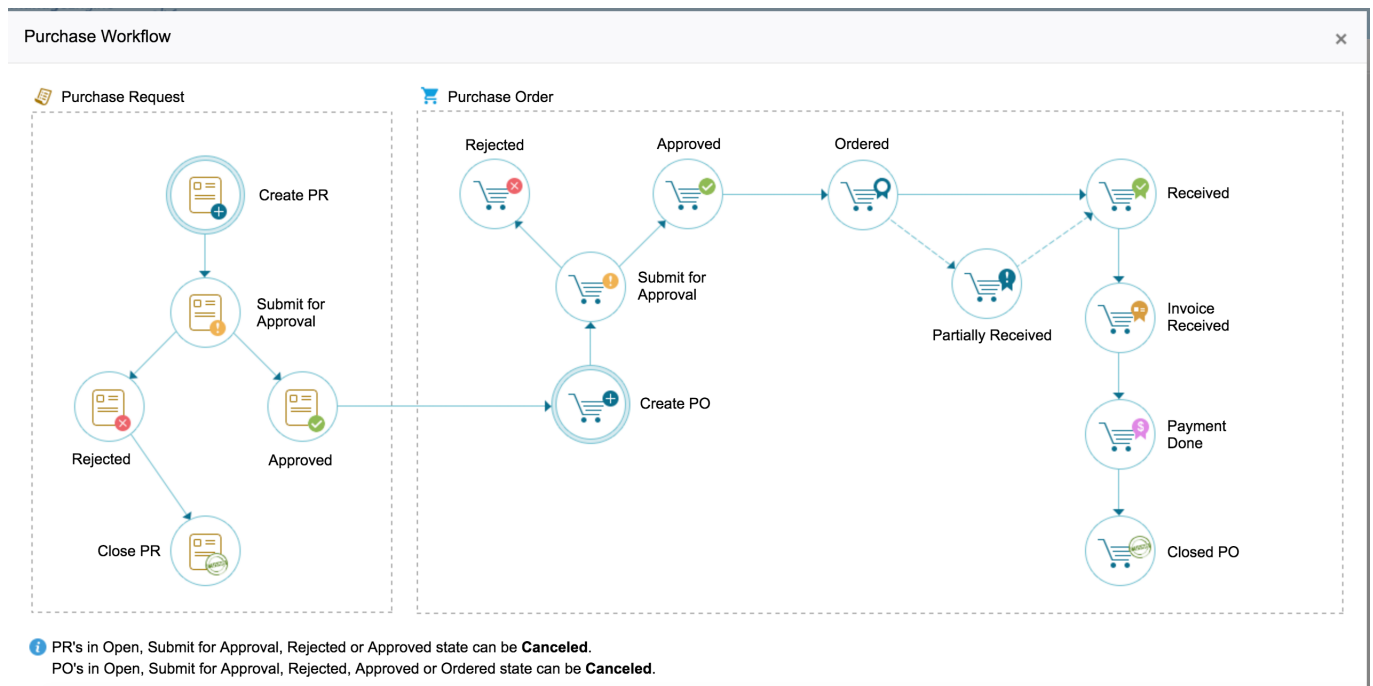 Purchase Workflow
×
Purchase Request
Create PR
Submit for
Approval
Rejected
Approved
Close PR
Purchase Order
Rejected
Approved
Ordered
Received
Submit for
Approval
Partially Received
Invoice
Received
Create PO
Payment
Done
Closed PO
PR's in Open, Submit for Approval, Rejected or Approved state can be Canceled.
PO's in Open, Submit for Approval, Rejected, Approved or Ordered state can be Canceled.